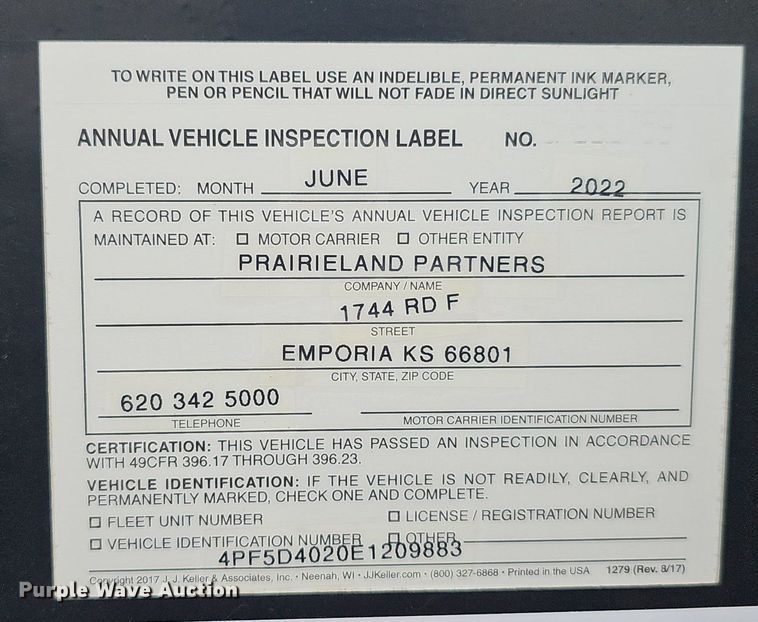 TO WRITE ON THIS LABEL USE AN INDELIBLE, PERMANENT INK MARKER,
PEN OR PENCIL THAT WILL NOT FADE IN DIRECT SUNLIGHT
ANNUAL VEHICLE INSPECTION LABEL NO.
COMPLETED: MONTH JUNE YEAR 2022
A RECORD OF THIS VEHICLE'S ANNUAL VEHICLE INSPECTION REPORT IS
MAINTAINED AT: ☐ MOTOR CARRIER ☐ OTHER ENTITY
PRAIRIELAND PARTNERS
COMPANY / NAME
1744 RD F
STREET
EMPORIA KS 66801
CITY, STATE, ZIP CODE
620 342 5000
TELEPHONE MOTOR CARRIER IDENTIFICATION NUMBER
CERTIFICATION: THIS VEHICLE HAS PASSED AN INSPECTION IN ACCORDANCE
WITH 49CFR 396.17 THROUGH 396.23.
VEHICLE IDENTIFICATION: IF THE VEHICLE IS NOT READILY, CLEARLY, AND
PERMANENTLY MARKED, CHECK ONE AND COMPLETE.
☐ FLEET UNIT NUMBER ☐ LICENSE / REGISTRATION NUMBER
☐ VEHICLE IDENTIFICATION NUMBER ☐ OTHER
4PF5D4020E1209883
Copyright 2017 J. J. Keller & Associates, Inc. • Neenah, WI • JJKeller.com • (800) 327-6868 • Printed in the USA 1279 (Rev. 8/17)
Purple Wave Auction